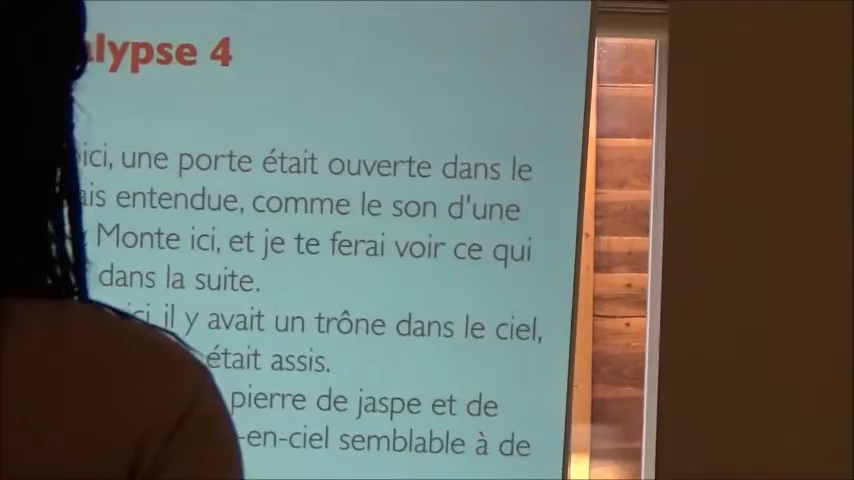 alypse 4
ici, une porte était ouverte dans le
ais entendue, comme le son d'une
Monte ici, et je te ferai voir ce qui
dans la suite.
ici il y avait un trône dans le ciel,
était assis.
pierre de jaspe et de
-en-ciel semblable à de